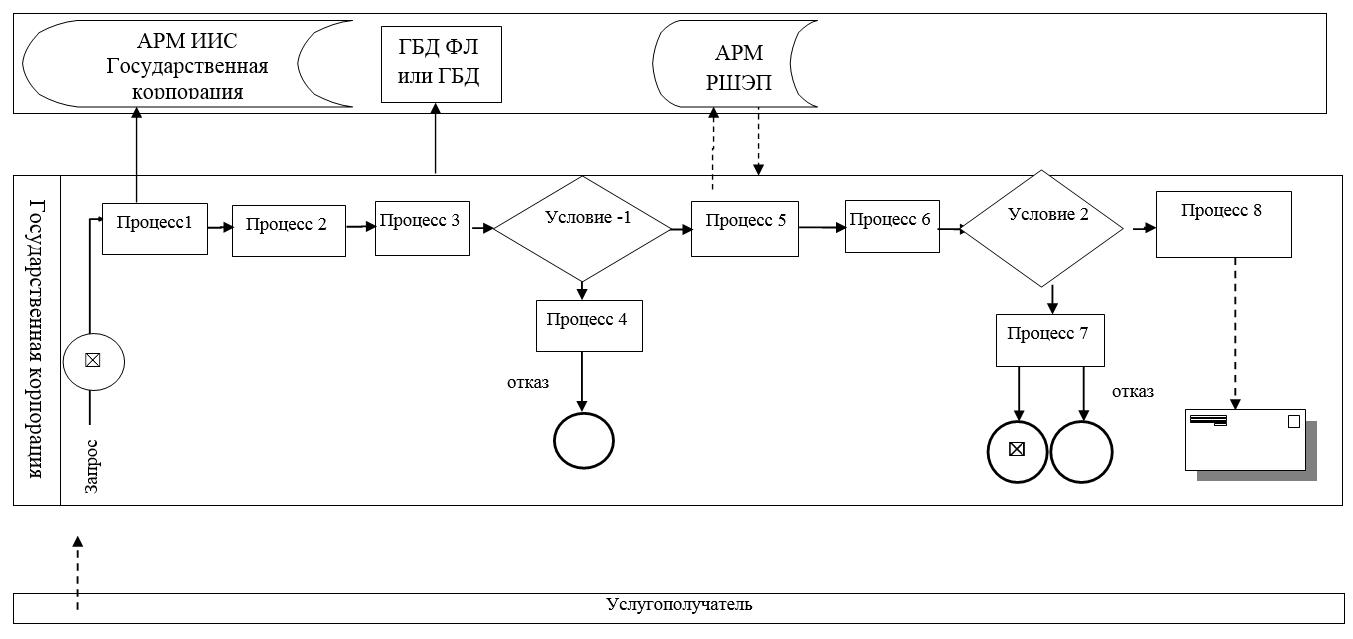 АРМ ИИС
Государственная
корпорация
ГБД ФЛ
или ГБД
АРМ
РШЭП
Государственная корпорация
Процесс1
Процесс 2
Процесс 3
Условие -1
Процесс 5
Процесс 6
Условие 2
Процесс 8
Процесс 4
Процесс 7
отказ
отказ
Запрос
Услугополучатель